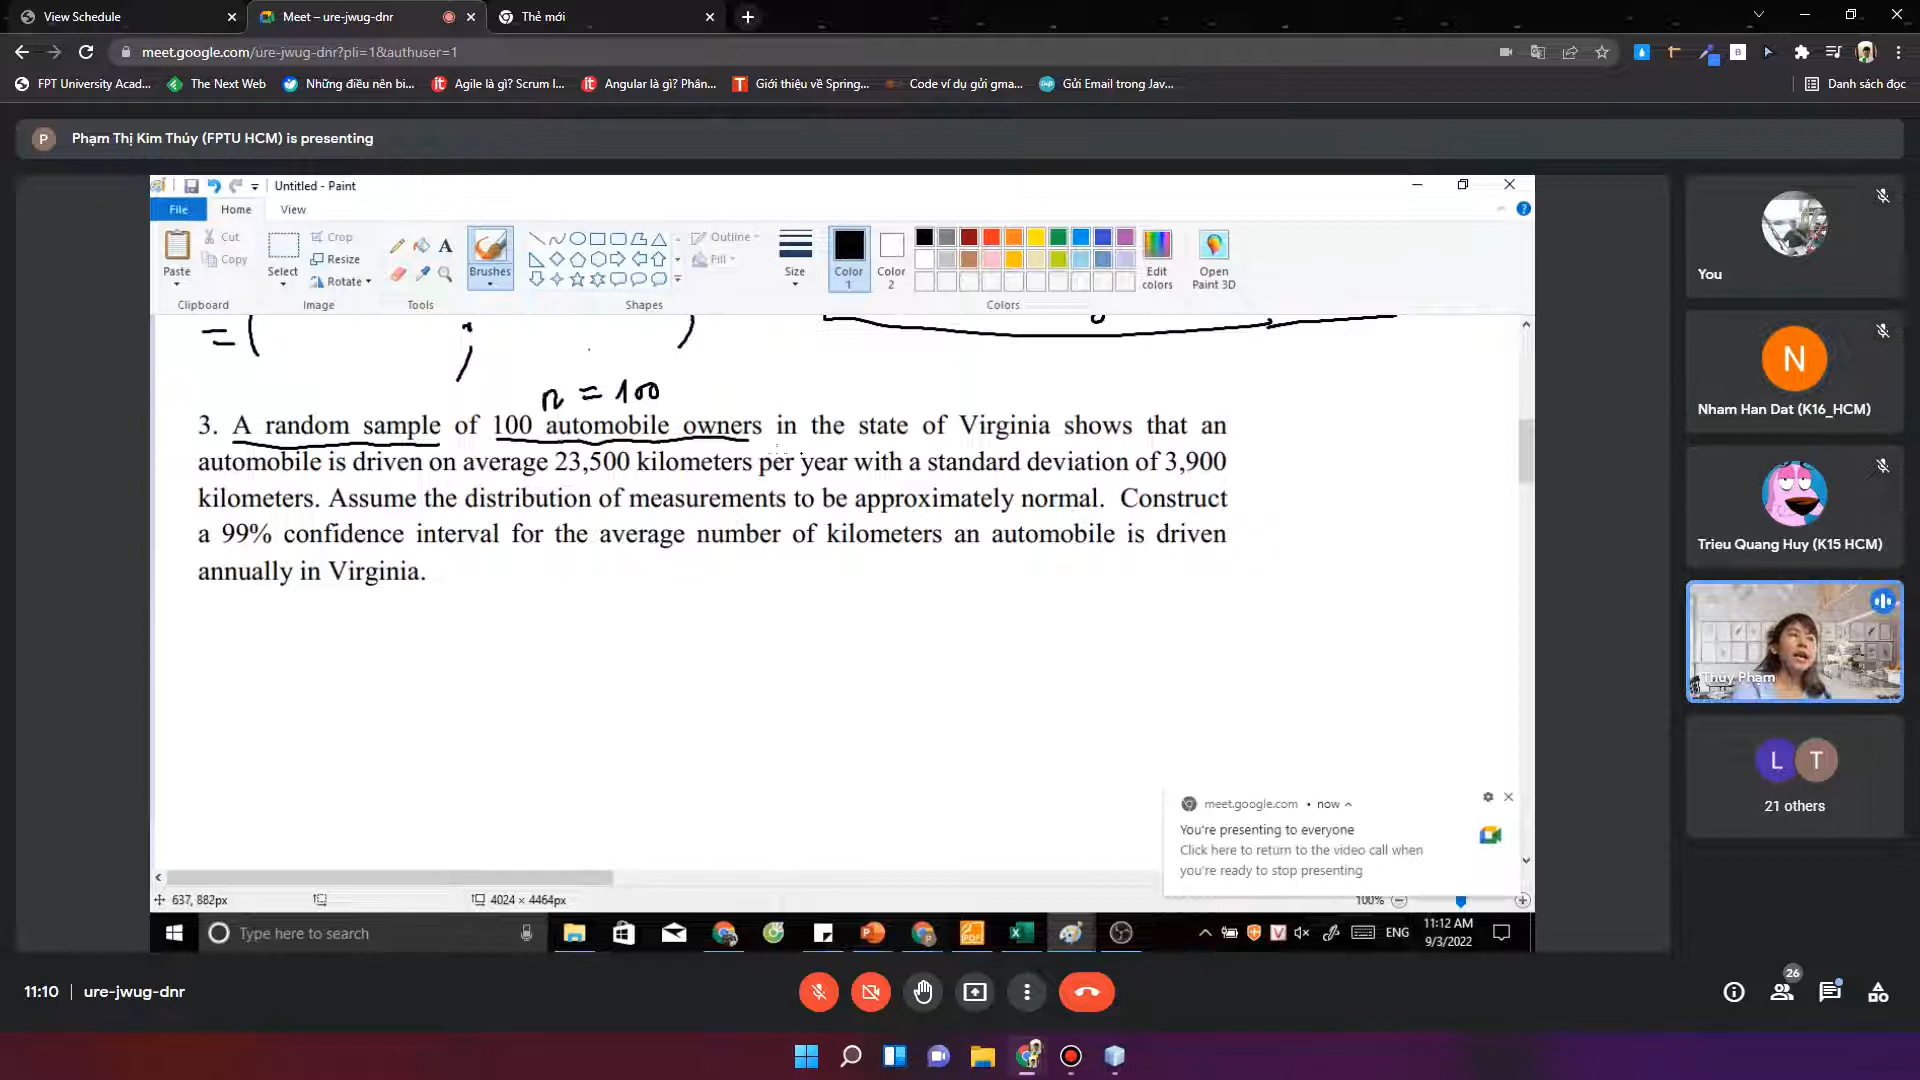 View Schedule
Meet – ure-jwug-dnr
Thẻ mới
meet.google.com/ure-jwug-dnr?pli=1&authuser=1
FPT University Acad...
The Next Web
Những điều nên bi...
Agile là gì? Scrum I...
Angular là gì? Phân...
Giới thiệu về Spring...
Code ví dụ gửi gma...
Gửi Email trong Jav...
Danh sách đọc
P
Phạm Thị Kim Thủy (FPTU HCM) is presenting
Untitled - Paint
File
Home
View
Paste
Cut
Copy
Clipboard
Select
Crop
Resize
Rotate
Image
Tools
Brushes
Shapes
Outline
Fill
Size
Color
1
Color
2
Colors
Edit
colors
Open
Paint 3D
= ( ; )
n = 100
3. A random sample of 100 automobile owners in the state of Virginia shows that an
automobile is driven on average 23,500 kilometers per year with a standard deviation of 3,900
kilometers. Assume the distribution of measurements to be approximately normal. Construct
a 99% confidence interval for the average number of kilometers an automobile is driven
annually in Virginia.
meet.google.com • now
You're presenting to everyone
Click here to return to the video call when
you're ready to stop presenting
637, 882px
4024 × 4464px
100%
Type here to search
ENG
11:12 AM
9/3/2022
You
N
Nham Han Dat (K16_HCM)
Trieu Quang Huy (K15 HCM)
Thuy Phạm
L
T
21 others
11:10 | ure-jwug-dnr
26